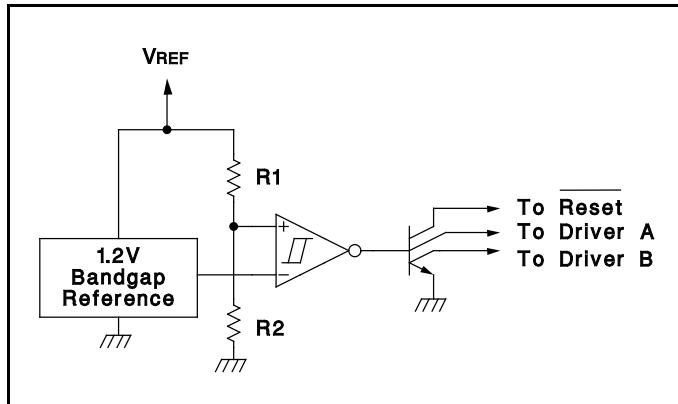 VREF
R1
+
−
1.2V
Bandgap
Reference
R2
To Reset
To Driver A
To Driver B